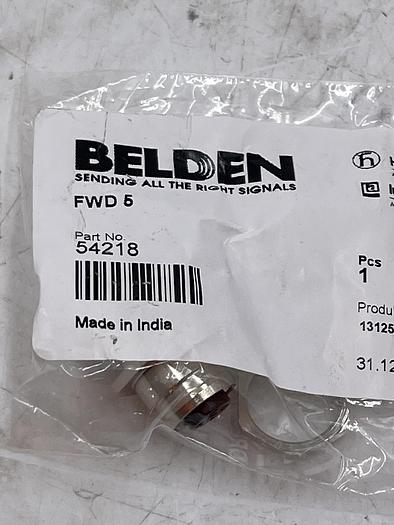 BELDEN
SENDING ALL THE RIGHT SIGNALS
FWD 5
Part No.
54218
Made in India
Pcs
1
Produ
13125
31.12